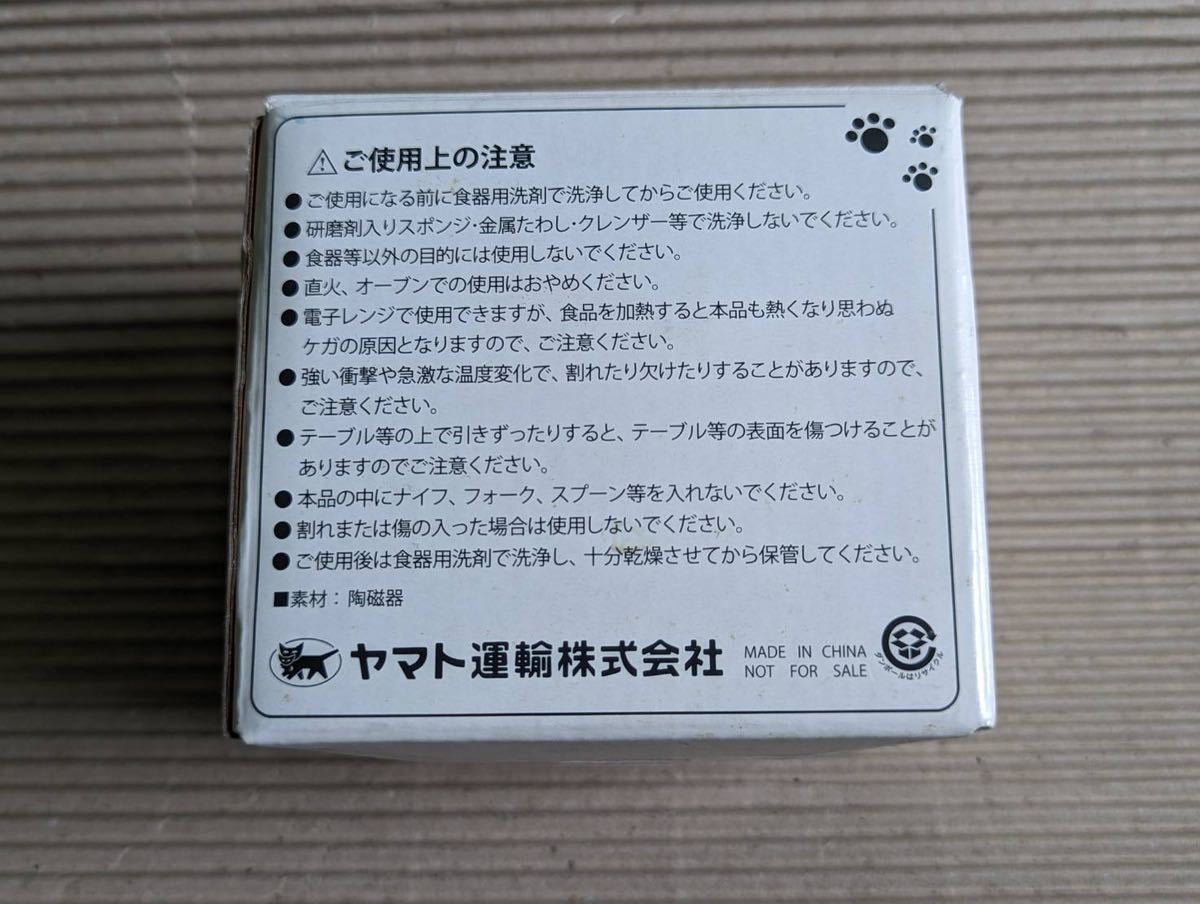 ご使用上の注意
●ご使用になる前に食器用洗剤で洗浄してからご使用ください。
●研磨剤入りスポンジ・金属たわし・クレンザー等で洗浄しないでください。
●食器等以外の目的には使用しないでください。
●直火、オーブンでの使用はおやめください。
●電子レンジで使用できますが、食品を加熱すると本品も熱くなり思わぬ
ケガの原因となりますので、ご注意ください。
●強い衝撃や急激な温度変化で、割れたり欠けたりすることがありますので、
ご注意ください。
●テーブル等の上で引きずったりすると、テーブル等の表面を傷つけることが
ありますのでご注意ください。
●本品の中にナイフ、フォーク、スプーン等を入れないでください。
●割れまたは傷の入った場合は使用しないでください。
●ご使用後は食器用洗剤で洗浄し、十分乾燥させてから保管してください。
■素材：陶磁器
ヤマト運輸株式会社
MADE IN CHINA
NOT FOR SALE
ダンボールはリサイクル